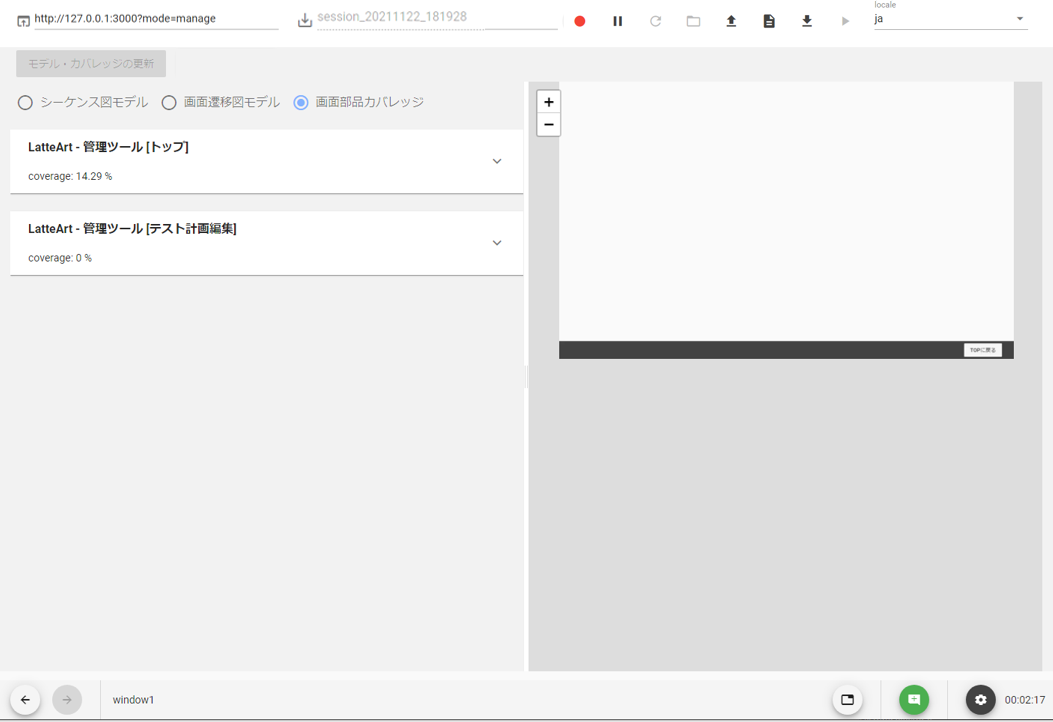 locale
http://127.0.0.1:3000?mode=manage
session_20211122_181928
ja
モデル・カバレッジの更新
シーケンス図モデル 画面遷移図モデル 画面部品カバレッジ
LatteArt - 管理ツール [トップ]
coverage: 14.29 %
LatteArt - 管理ツール [テスト計画編集]
coverage: 0 %
+
−
TOPに戻る
window1
00:02:17